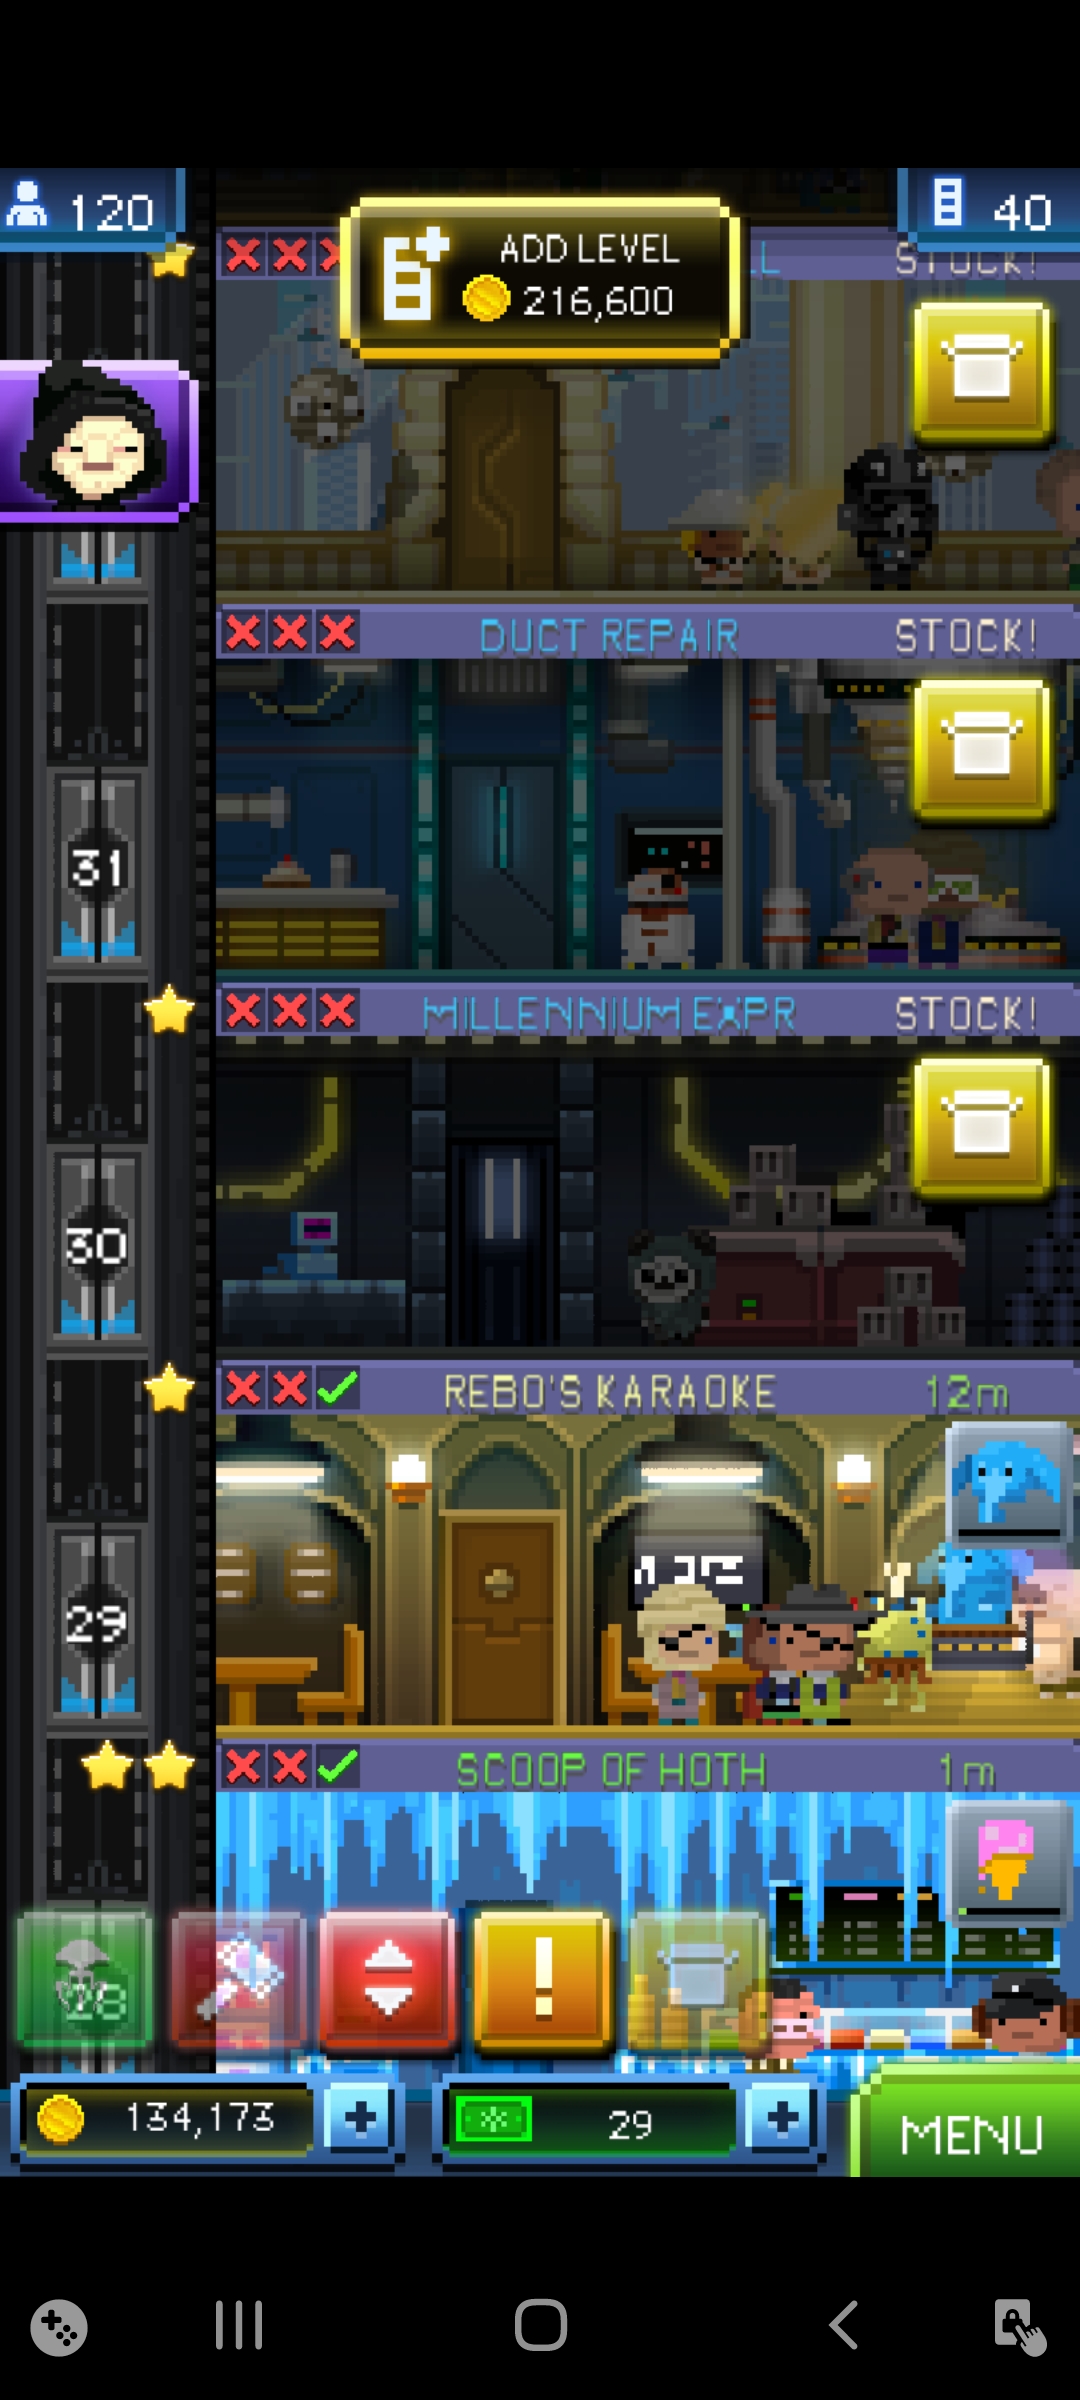 120
ADD LEVEL
216,600
40
STOCK!
DUCT REPAIR
STOCK!
31
MILLENNIUM EXPR
STOCK!
30
REBO'S KARAOKE
12m
29
SCOOP OF HOTH
1m
28
!
134,173
29
MENU